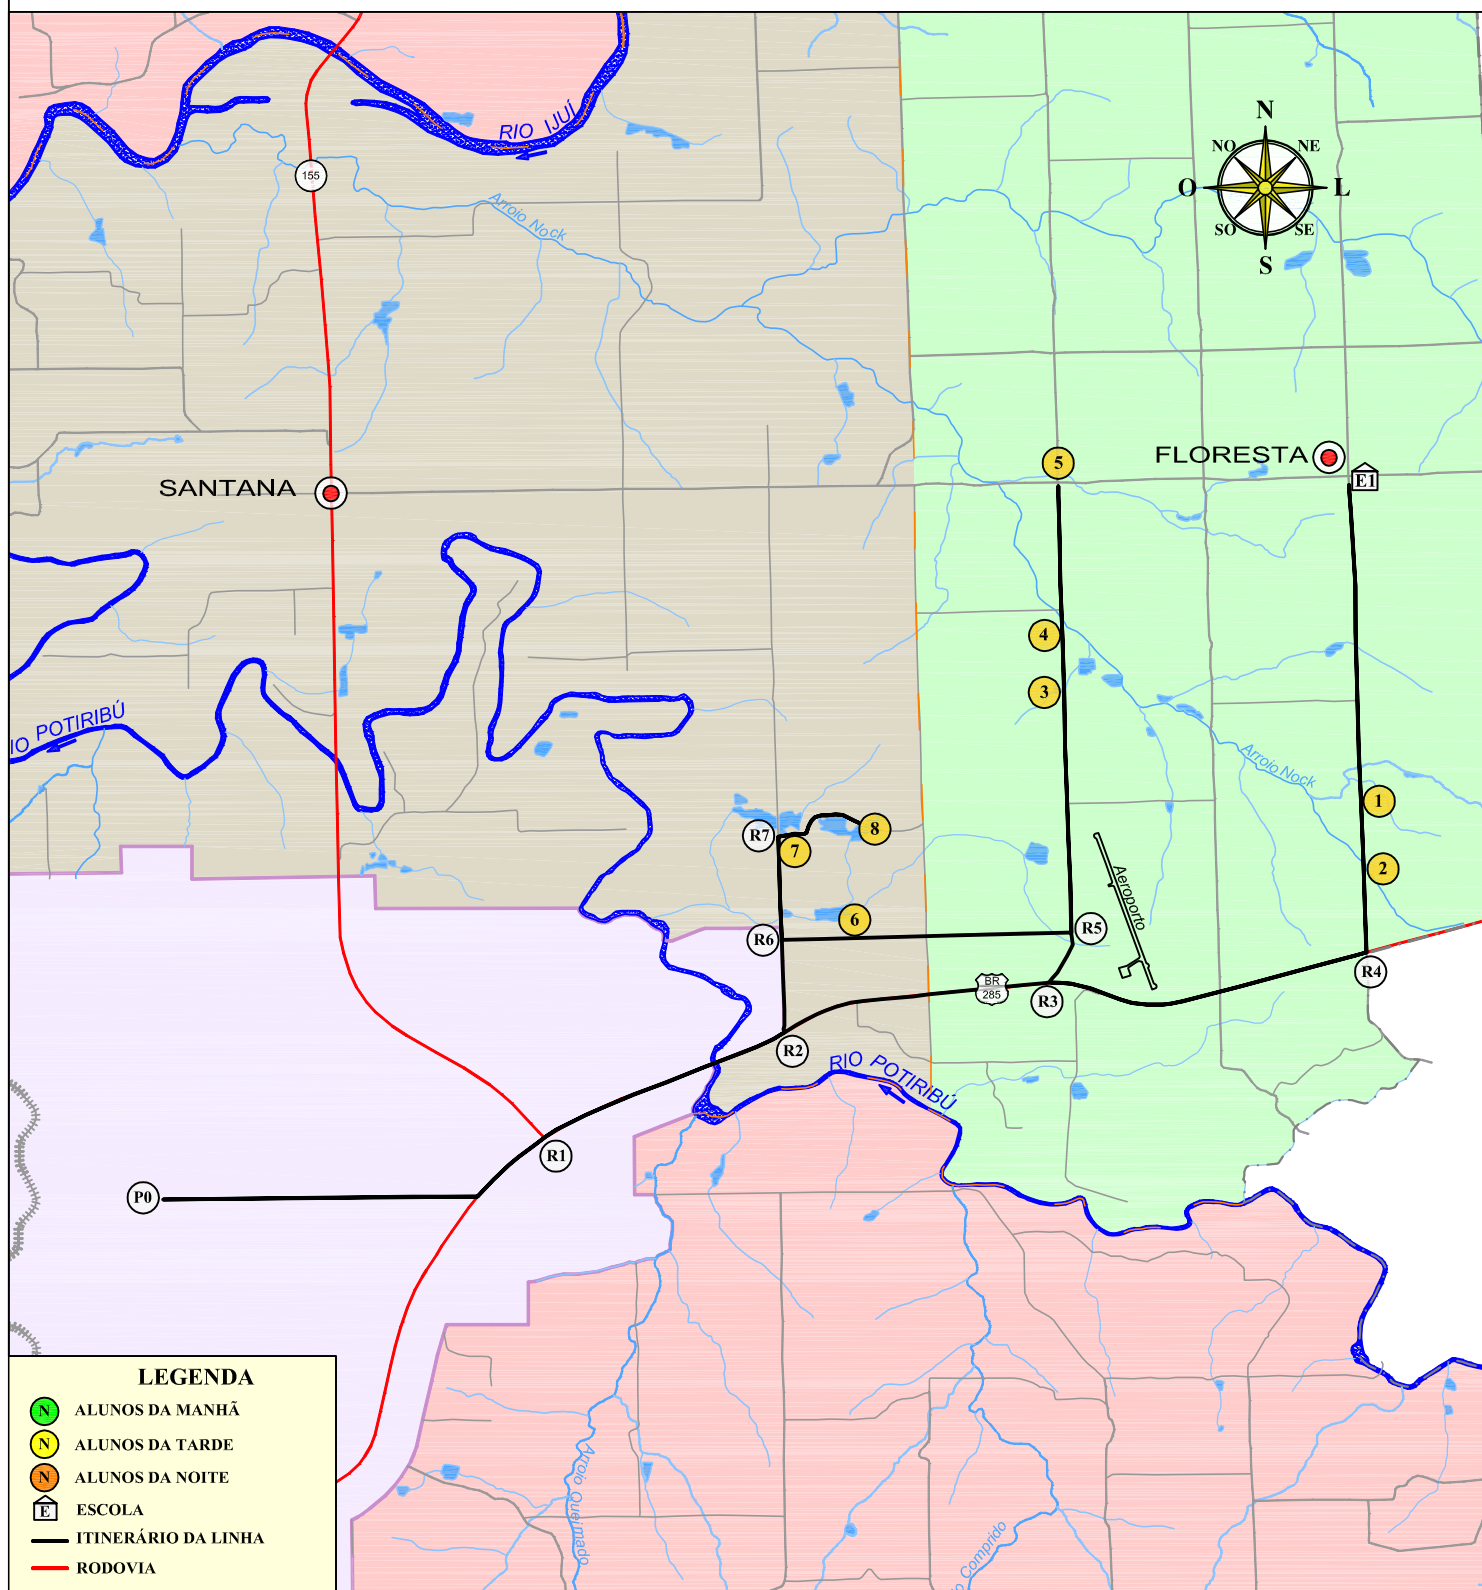 N
NO
NE
O
L
SO
SE
S
RIO IJUÍ
155
Arroio Nock
5
FLORESTA
E1
SANTANA
4
3
IO POTIRIBÚ
Arroio Nock
1
R7
7
8
2
Aeroporto
6
R6
R5
R4
BR
285
R3
R2
RIO POTIRIBÚ
R1
P0
LEGENDA
N ALUNOS DA MANHÃ
N ALUNOS DA TARDE
N ALUNOS DA NOITE
E ESCOLA
ITINERÁRIO DA LINHA
RODOVIA
Arroio Queimado
o Comprido